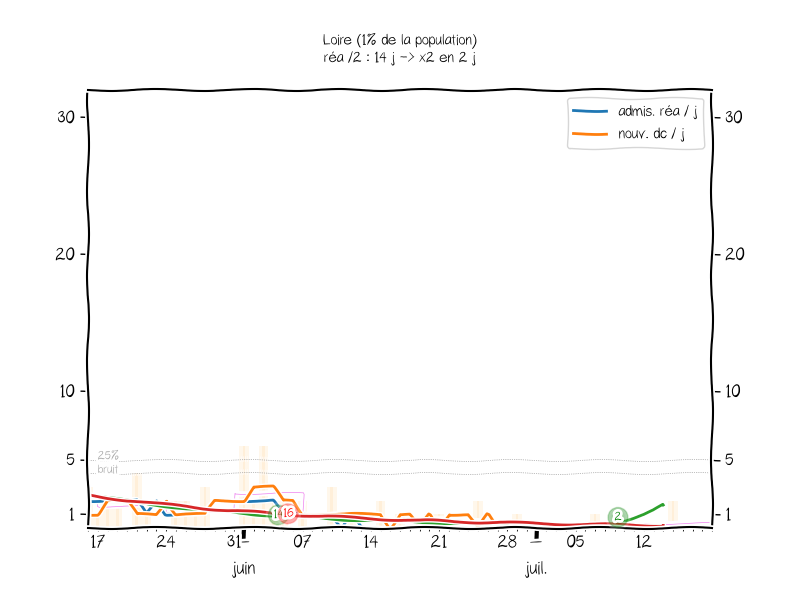 Loire (1% de la population)
réa /2 : 14 j -> x2 en 2 j
admis. réa / j
nouv. dc / j
30
30
20
20
10
10
5
5
25%
bruit
1
1
16
2
17 24 31 07 14 21 28 05 12
juin juil.